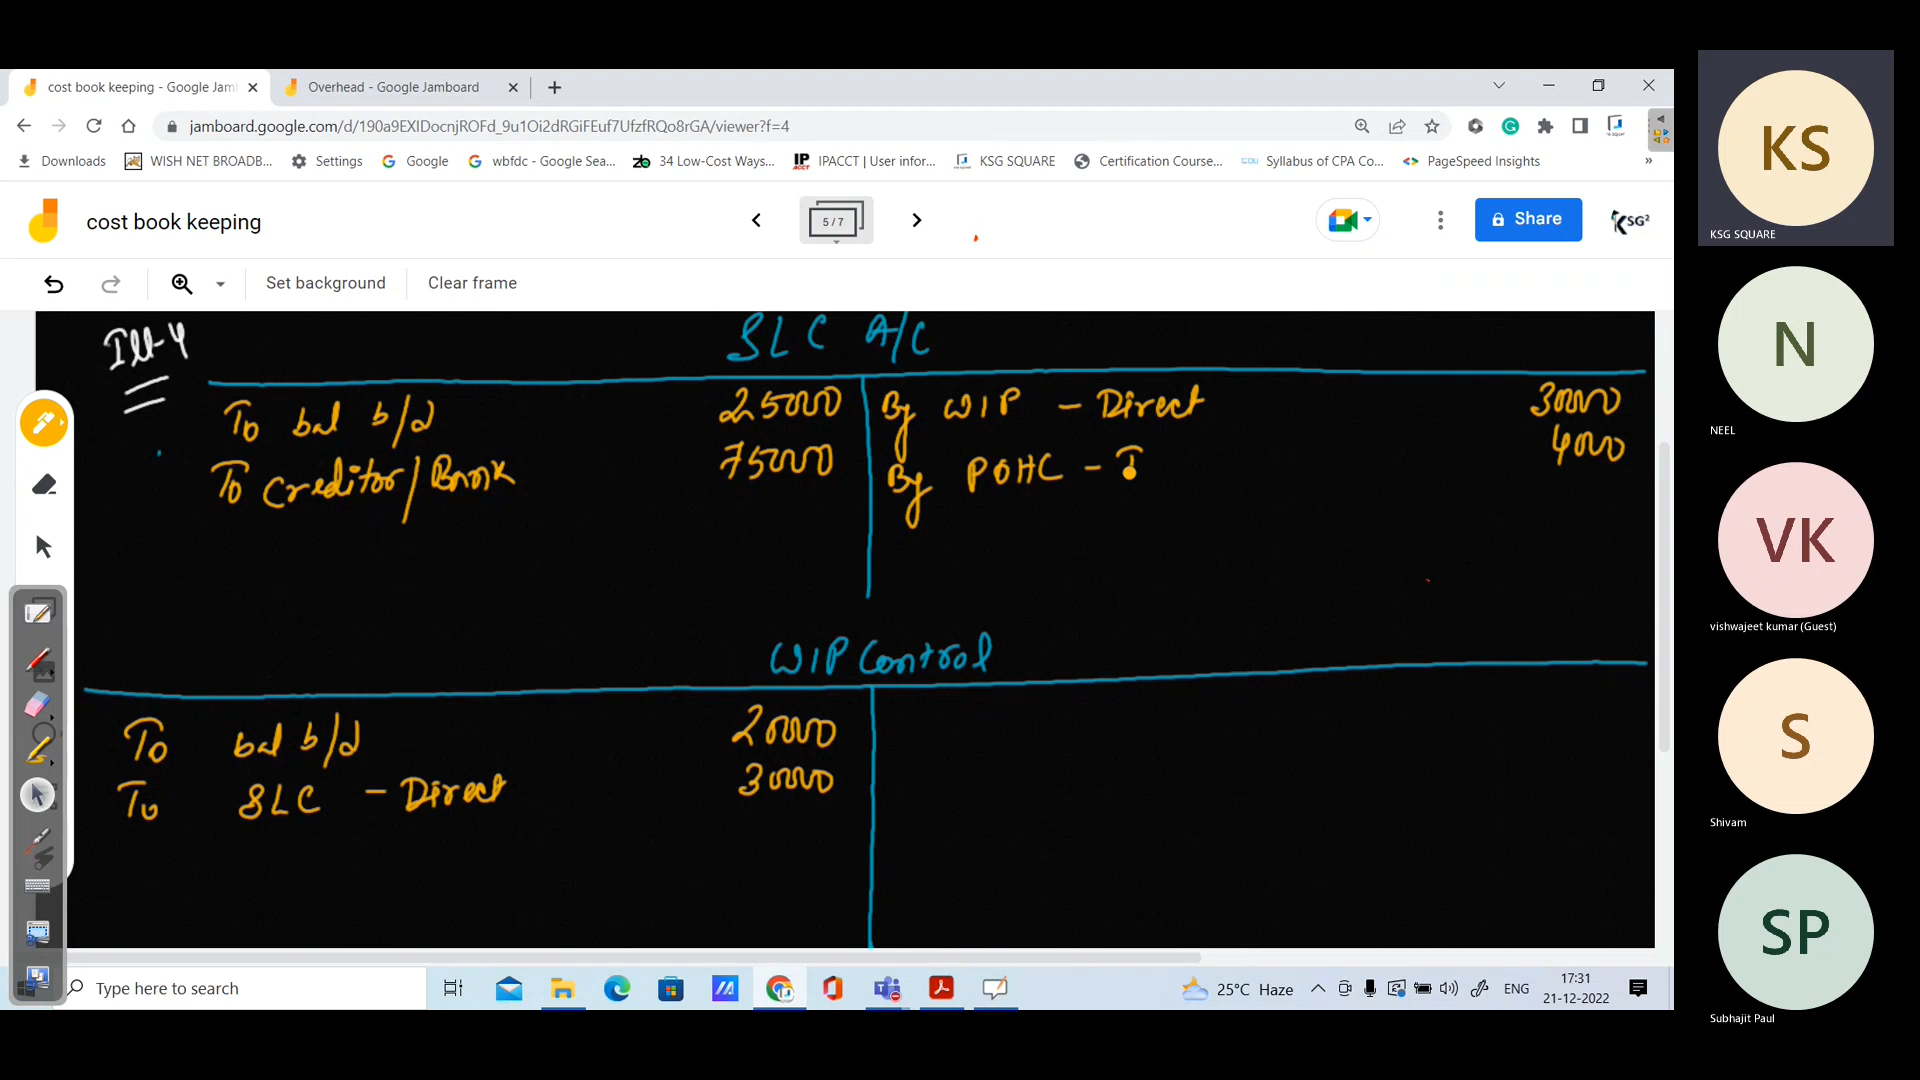 cost book keeping - Google Jam
Overhead - Google Jamboard
jamboard.google.com/d/190a9EXIDocnjROFd_9u1Oi2dRGiFEuf7UfzfRQo8rGA/viewer?f=4
Downloads WISH NET BROADB... Settings Google wbfdc - Google Sea... 34 Low-Cost Ways... IPACCT | User infor... KSG SQUARE Certification Course... Syllabus of CPA Co... PageSpeed Insights »
cost book keeping
5 / 7
Share
KSG²
Set background Clear frame
Ill-4
SLC A/C
To bal b/d 25000 By WIP - Direct 30000
To Creditor/Bank 75000 By POHC - I 4000
WIP Control
To bal b/d 20000
To SLC - Direct 30000
Type here to search
25°C Haze
ENG
17:31
21-12-2022
KS
KSG SQUARE
N
NEEL
VK
vishwajeet kumar (Guest)
S
Shivam
SP
Subhajit Paul